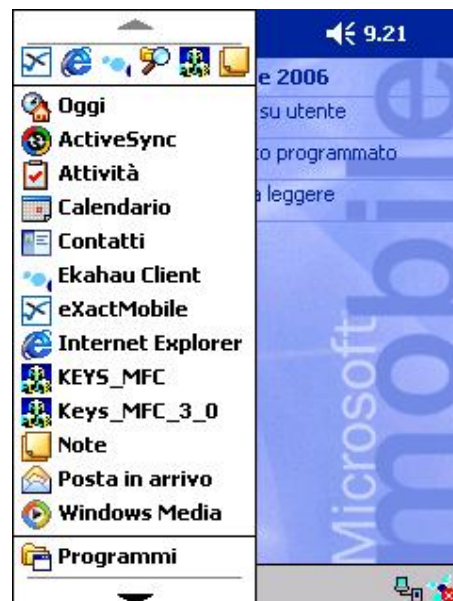 9.21
e 2006
su utente
o programmato
a leggere
Oggi
ActiveSync
Attività
Calendario
Contatti
Ekahau Client
eXactMobile
Internet Explorer
KEYS_MFC
Keys_MFC_3_0
Note
Posta in arrivo
Windows Media
Programmi
Microsoft
mobile